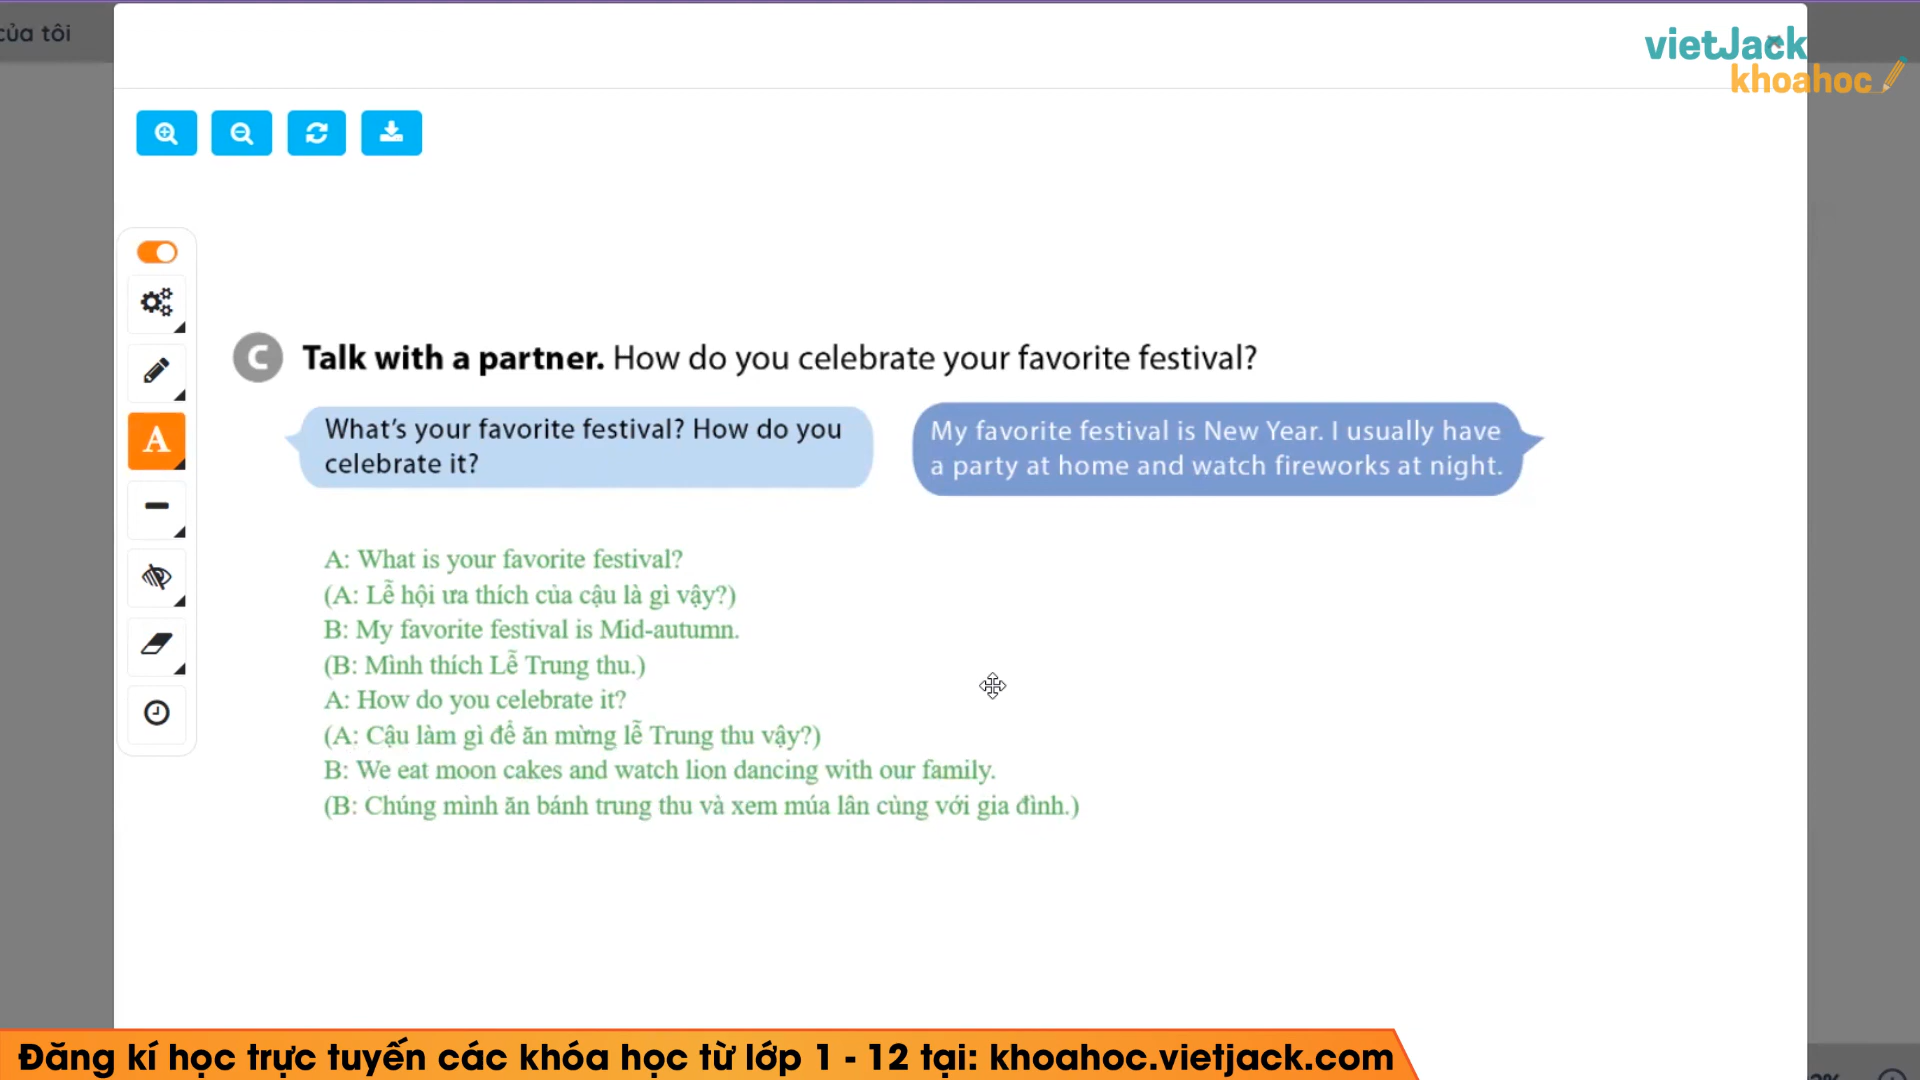 của tôi
vietJack
khoahoc
C Talk with a partner. How do you celebrate your favorite festival?
What's your favorite festival? How do you
celebrate it?
My favorite festival is New Year. I usually have
a party at home and watch fireworks at night.
A
A: What is your favorite festival?
(A: Lễ hội ưa thích của cậu là gì vậy?)
B: My favorite festival is Mid-autumn.
(B: Mình thích Lễ Trung thu.)
A: How do you celebrate it?
(A: Cậu làm gì để ăn mừng lễ Trung thu vậy?)
B: We eat moon cakes and watch lion dancing with our family.
(B: Chúng mình ăn bánh trung thu và xem múa lân cùng với gia đình.)
Đăng kí học trực tuyến các khóa học từ lớp 1 - 12 tại: khoahoc.vietjack.com